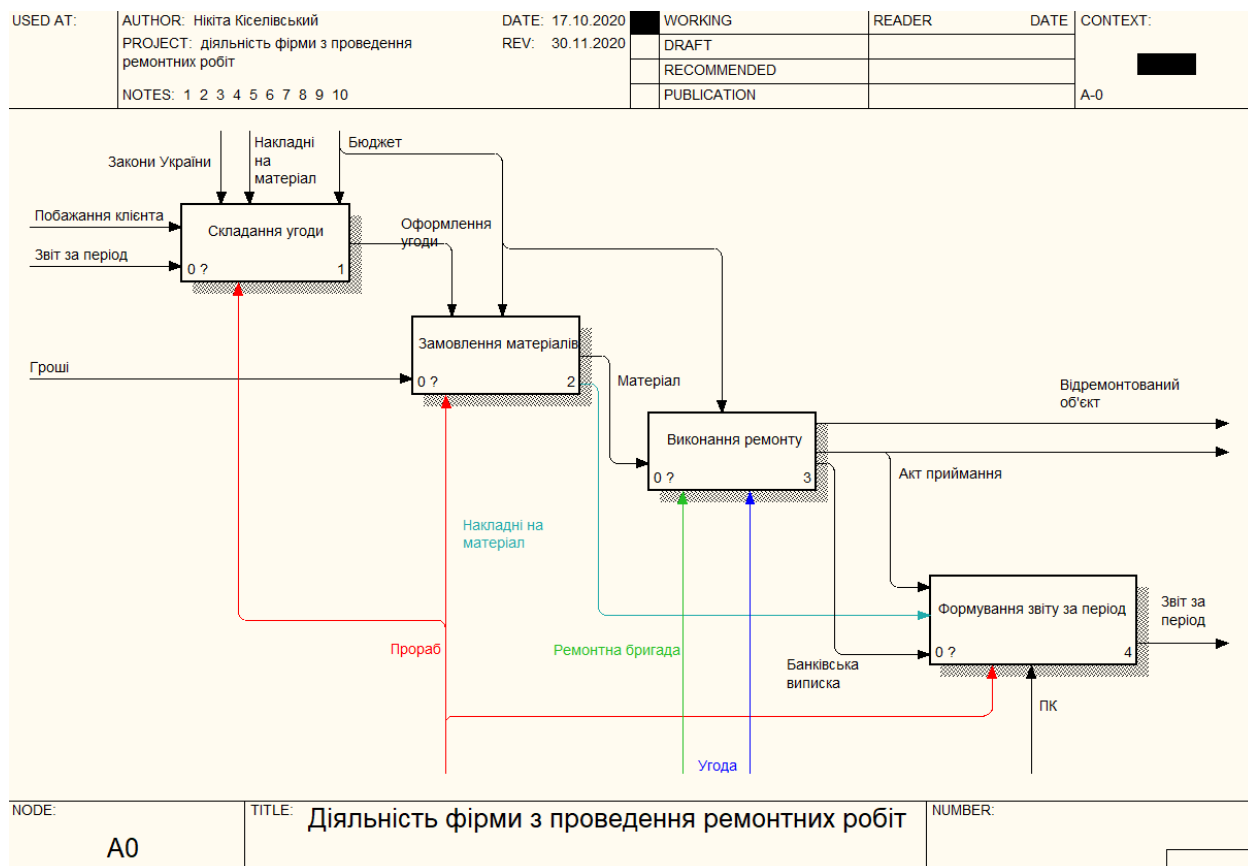 USED AT:
AUTHOR: Нікіта Кіселівський
DATE: 17.10.2020
PROJECT: діяльність фірми з проведення
ремонтних робіт
REV: 30.11.2020
NOTES: 1 2 3 4 5 6 7 8 9 10
WORKING
DRAFT
RECOMMENDED
PUBLICATION
READER
DATE
CONTEXT:
A-0
Закони України
Накладні
на
матеріал
Бюджет
Побажання клієнта
Звіт за період
Складання угоди
0 ?
1
Оформлення
угоди
Гроші
Замовлення матеріалів
0 ?
2
Матеріал
Виконання ремонту
0 ?
3
Відремонтований
об'єкт
Акт приймання
Накладні на
матеріал
Формування звіту за період
0 ?
4
Звіт за
період
Прораб
Ремонтна бригада
Банківська
виписка
ПК
Угода
NODE:
A0
TITLE:
Діяльність фірми з проведення ремонтних робіт
NUMBER: